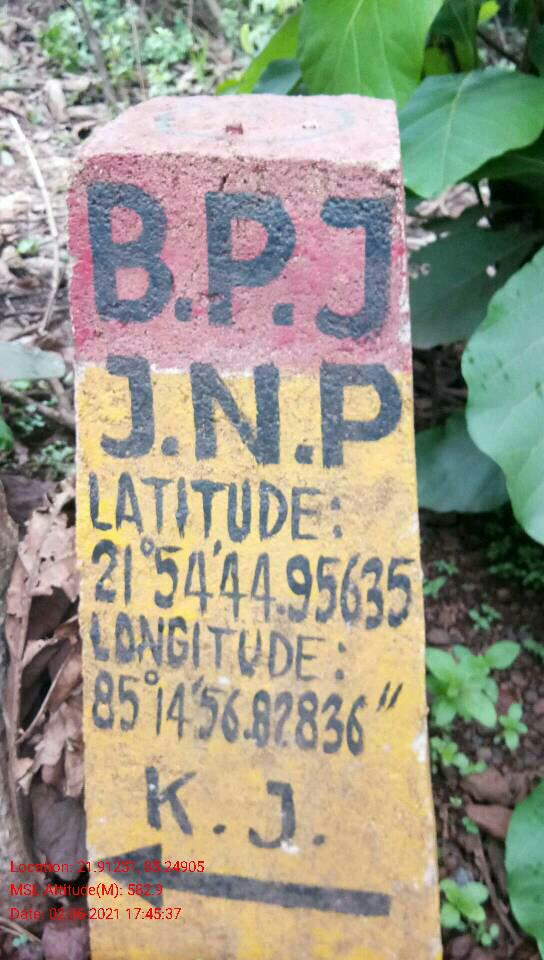 B.P.J
J.N.P
LATITUDE:
21°54'44.95635
LONGITUDE:
85°14'56.82836"
K.J.
Location: 21.91251, 85.24905
MSL Altitude(M): 582.9
Date: 02-06-2021 17:45:37